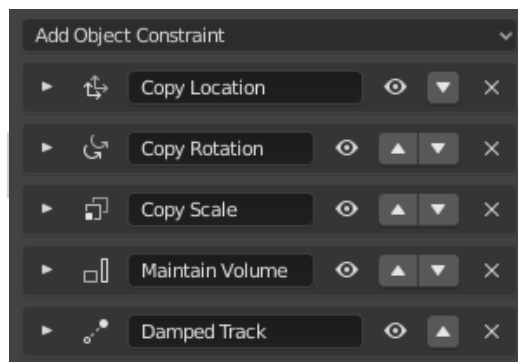 Add Object Constraint
Copy Location
Copy Rotation
Copy Scale
Maintain Volume
Damped Track